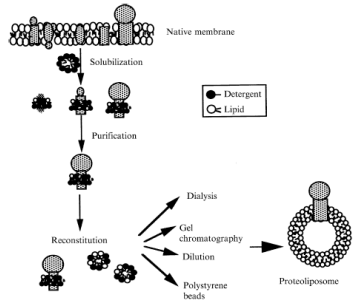 Native membrane
Solubilization
Detergent
Lipid
Purification
Dialysis
Gel
chromatography
Reconstitution
Dilution
Proteoliposome
Polystyrene
beads